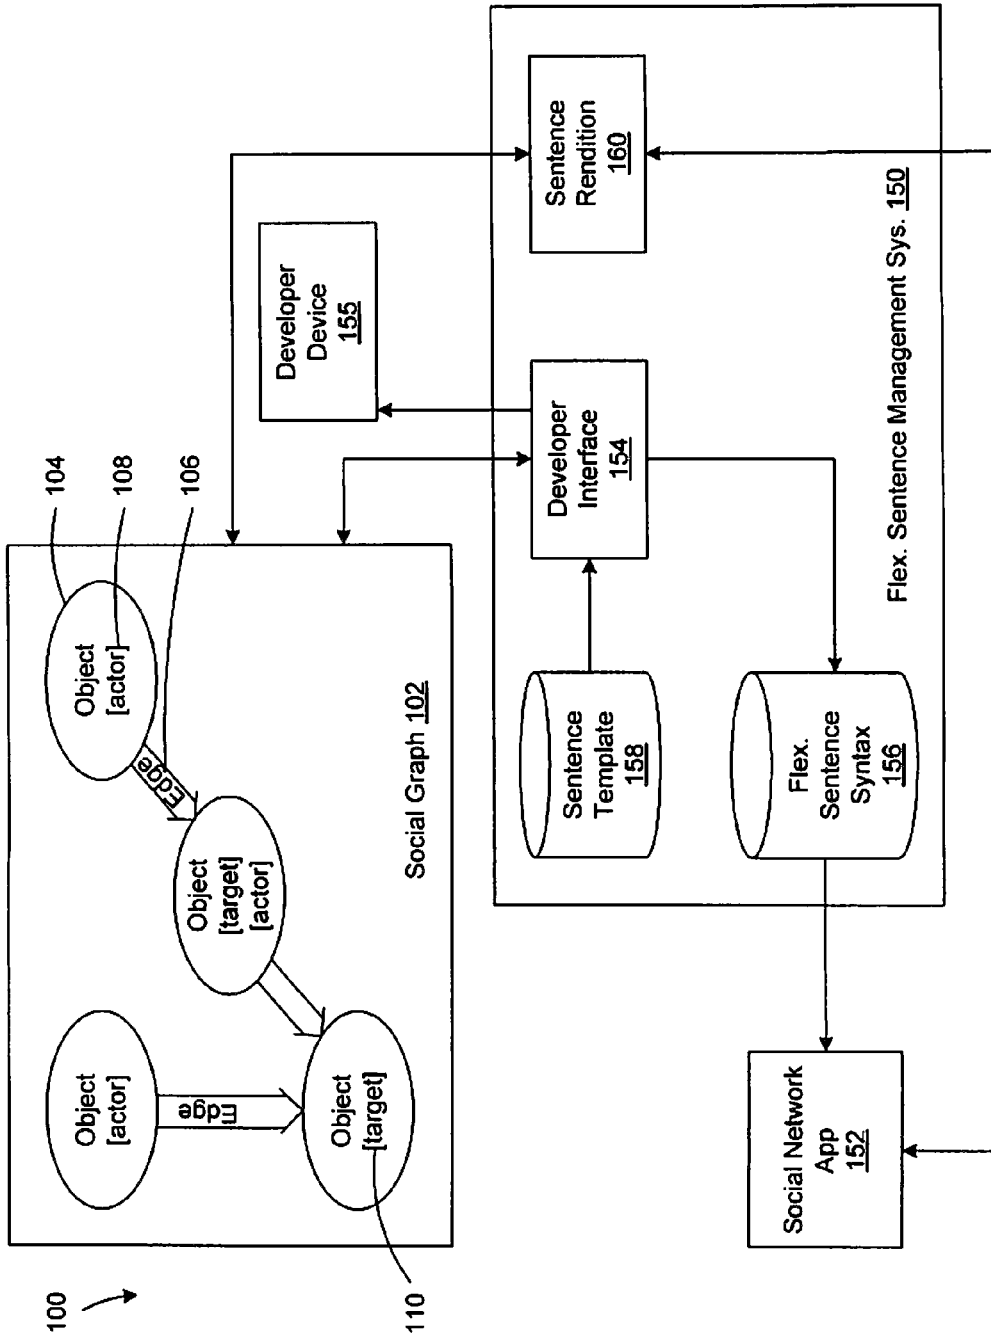 100
Object
[actor]
Edge
Object
[target]
110
Object
[target]
[actor]
Object
[actor]
Edge
104
108
106
Social Graph 102
Developer
Device
155
Social Network
App
152
Sentence
Template
158
Flex.
Sentence
Syntax
156
Developer
Interface
154
Sentence
Rendition
160
Flex. Sentence Management Sys. 150